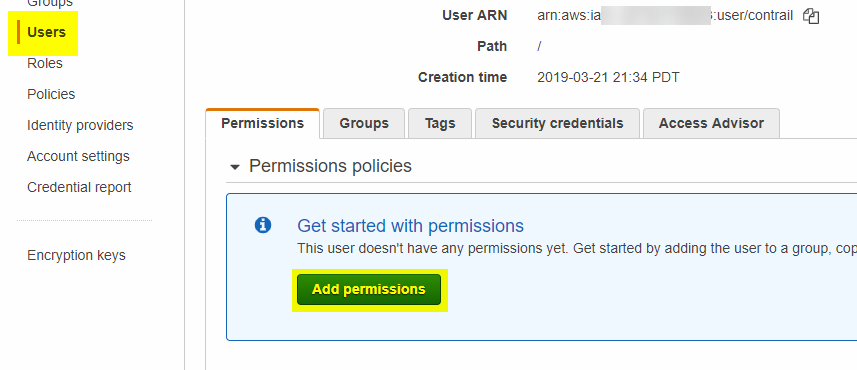 Groups
Users
Roles
Policies
Identity providers
Account settings
Credential report
Encryption keys
User ARN arn:aws:ia :user/contrail
Path /
Creation time 2019-03-21 21:34 PDT
Permissions Groups Tags Security credentials Access Advisor
Permissions policies
Get started with permissions
This user doesn't have any permissions yet. Get started by adding the user to a group, cop
Add permissions